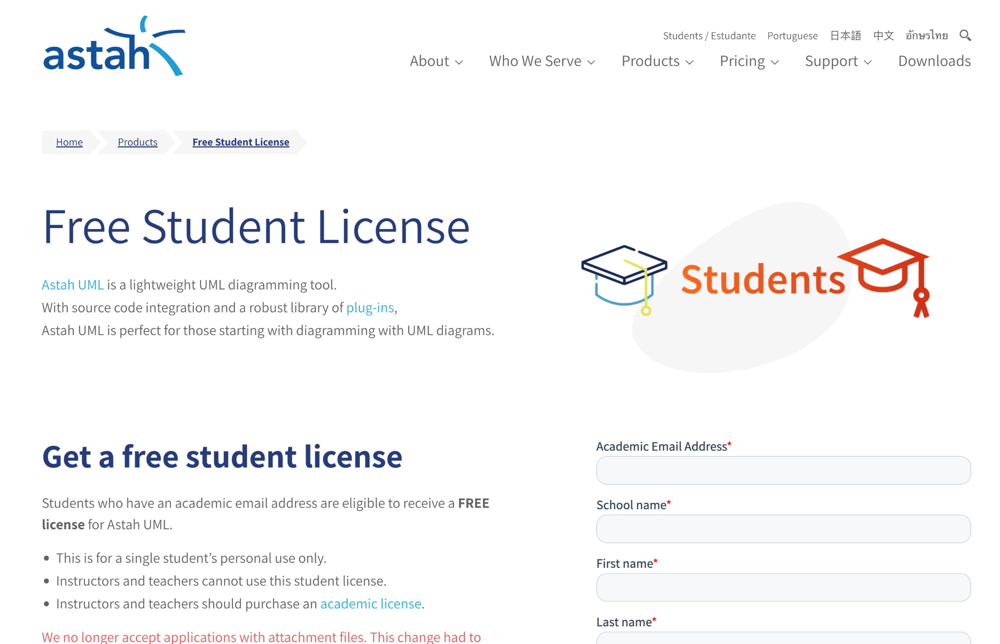 astah
Students / Estudante Portuguese 日本語 中文 อักษรไทย
About Who We Serve Products Pricing Support Downloads
Home Products Free Student License
Free Student License
Astah UML is a lightweight UML diagramming tool.
With source code integration and a robust library of plug-ins,
Astah UML is perfect for those starting with diagramming with UML diagrams.
Students
Get a free student license
Students who have an academic email address are eligible to receive a FREE
license for Astah UML.
• This is for a single student’s personal use only.
• Instructors and teachers cannot use this student license.
• Instructors and teachers should purchase an academic license.
We no longer accept applications with attachment files. This change had to
Academic Email Address*
School name*
First name*
Last name*